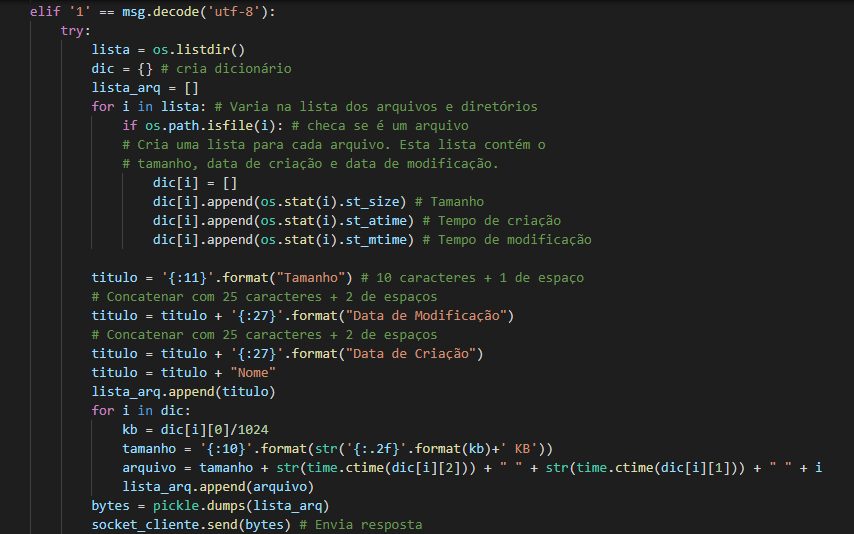 elif '1' == msg.decode('utf-8'):
try:
lista = os.listdir()
dic = {} # cria dicionário
lista_arq = []
for i in lista: # Varia na lista dos arquivos e diretórios
if os.path.isfile(i): # checa se é um arquivo
# Cria uma lista para cada arquivo. Esta lista contém o
# tamanho, data de criação e data de modificação.
dic[i] = []
dic[i].append(os.stat(i).st_size) # Tamanho
dic[i].append(os.stat(i).st_atime) # Tempo de criação
dic[i].append(os.stat(i).st_mtime) # Tempo de modificação
titulo = '{:11}'.format("Tamanho") # 10 caracteres + 1 de espaço
# Concatenar com 25 caracteres + 2 de espaços
titulo = titulo + '{:27}'.format("Data de Modificação")
# Concatenar com 25 caracteres + 2 de espaços
titulo = titulo + '{:27}'.format("Data de Criação")
titulo = titulo + "Nome"
lista_arq.append(titulo)
for i in dic:
kb = dic[i][0]/1024
tamanho = '{:10}'.format(str('{:.2f}'.format(kb)+' KB'))
arquivo = tamanho + str(time.ctime(dic[i][2])) + " " + str(time.ctime(dic[i][1])) + " " + i
lista_arq.append(arquivo)
bytes = pickle.dumps(lista_arq)
socket_cliente.send(bytes) # Envia resposta